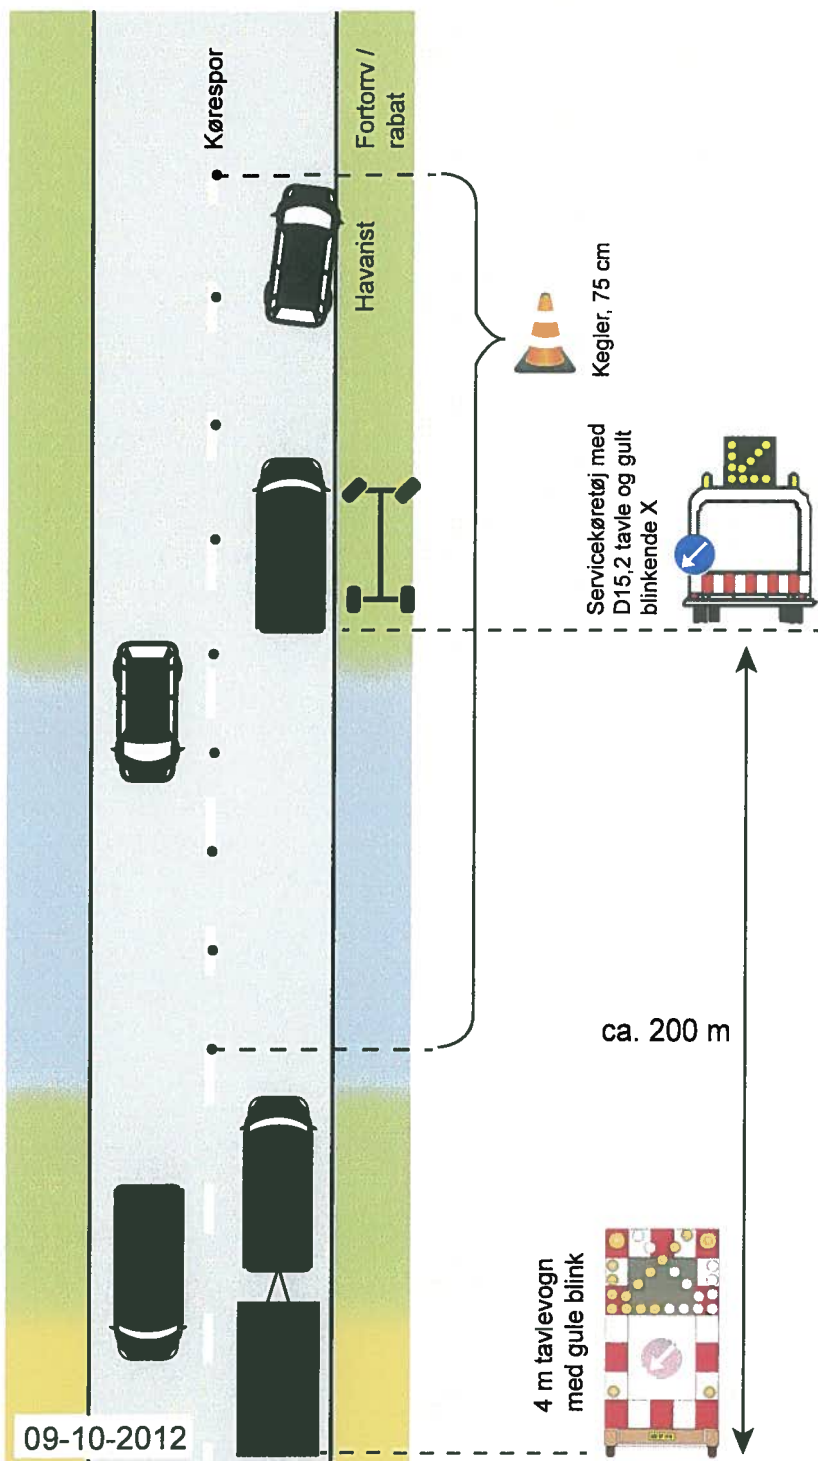 Kørespor
Fortorrv /
rabat
Havarist
Kegler, 75 cm
Servicekøretøj med
D15,2 tavle og gult
blinkende X
ca. 200 m
4 m tavlevogn
med gule blink
09-10-2012